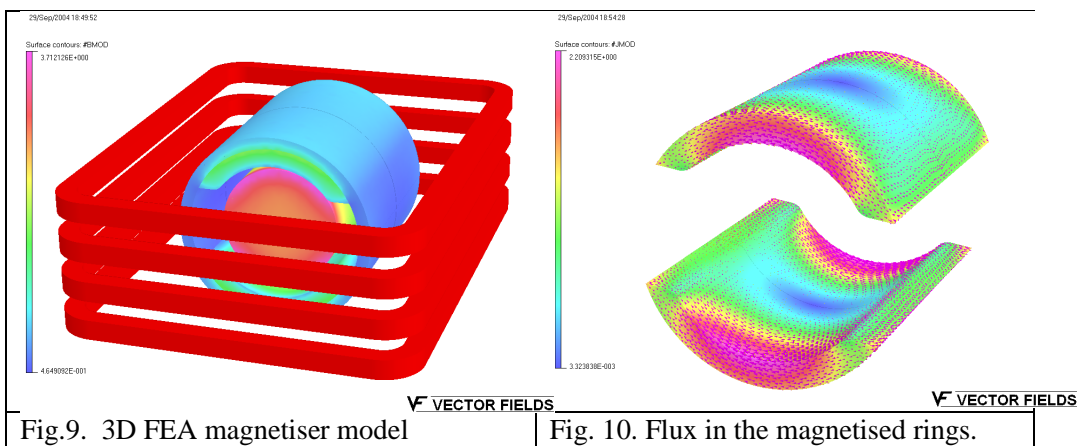 29/Sep/2004 18:49:52
Surface contours: #BMOD
3.712126E+000
4.649092E-001
VF VECTOR FIELDS
Fig.9. 3D FEA magnetiser model
29/Sep/2004 18:54:28
Surface contours: #JMOD
2.209315E+000
3.323838E-003
VF VECTOR FIELDS
Fig. 10. Flux in the magnetised rings.